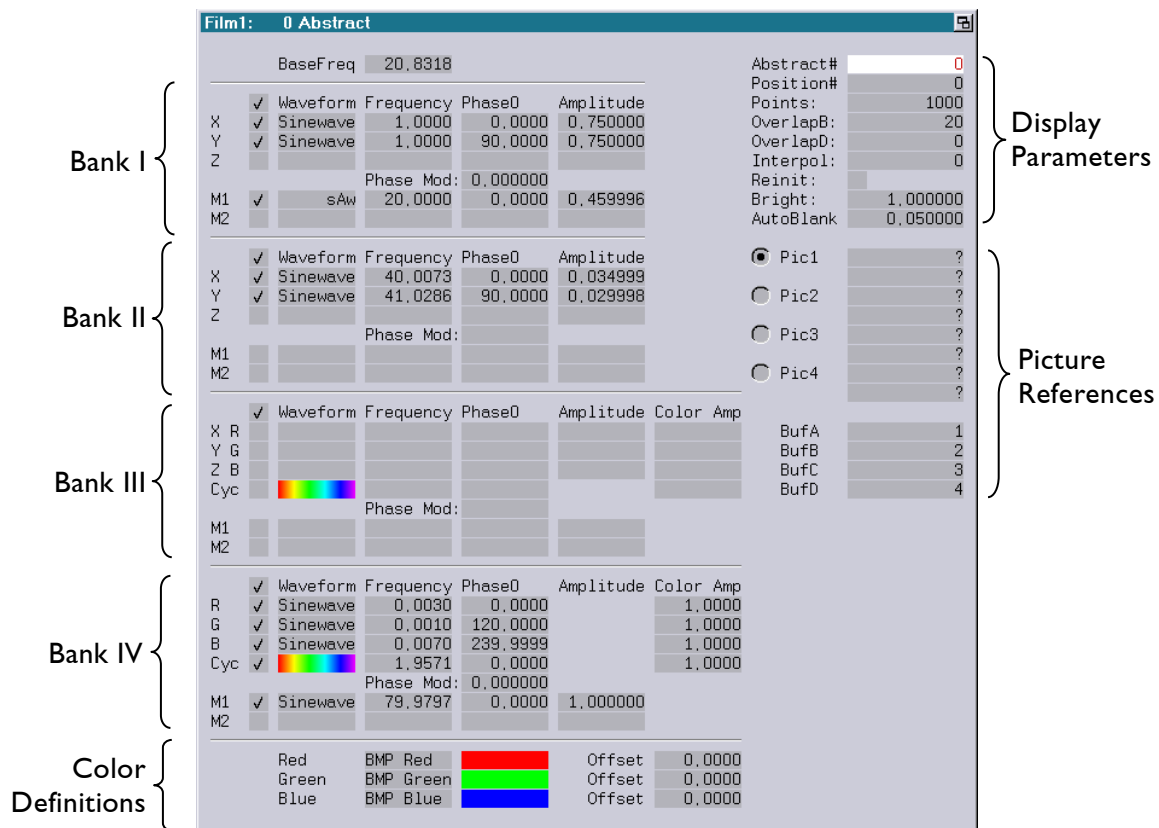 Film1: 0 Abstract
BaseFreq 20,8318
Bank I
✓ Waveform Frequency Phase0 Amplitude
X ✓ Sinewave 1,0000 0,0000 0,750000
Y ✓ Sinewave 1,0000 90,0000 0,750000
Z
Phase Mod: 0,000000
M1 ✓ sAw 20,0000 0,0000 0,459996
M2
Bank II
✓ Waveform Frequency Phase0 Amplitude
X ✓ Sinewave 40,0073 0,0000 0,034999
Y ✓ Sinewave 41,0286 90,0000 0,029998
Z
Phase Mod:
M1
M2
Bank III
✓ Waveform Frequency Phase0 Amplitude Color Amp
X R
Y G
Z B
Cyc
Phase Mod:
M1
M2
Bank IV
✓ Waveform Frequency Phase0 Amplitude Color Amp
R ✓ Sinewave 0,0030 0,0000 1,0000
G ✓ Sinewave 0,0010 120,0000 1,0000
B ✓ Sinewave 0,0070 239,9999 1,0000
Cyc ✓ 1,9571 0,0000 1,0000
Phase Mod: 0,000000
M1 ✓ Sinewave 79,9797 0,0000 1,000000
M2
Color
Definitions
Red BMP Red Offset 0,0000
Green BMP Green Offset 0,0000
Blue BMP Blue Offset 0,0000
Abstract# 0
Position# 0
Points: 1000
OverlapB: 20
OverlapD: 0
Interpol: 0
Reinit:
Bright: 1,000000
AutoBlank 0,050000
Display
Parameters
Pic1 ?
?
Pic2 ?
?
Pic3 ?
?
Pic4 ?
?
BufA 1
BufB 2
BufC 3
BufD 4
Picture
References